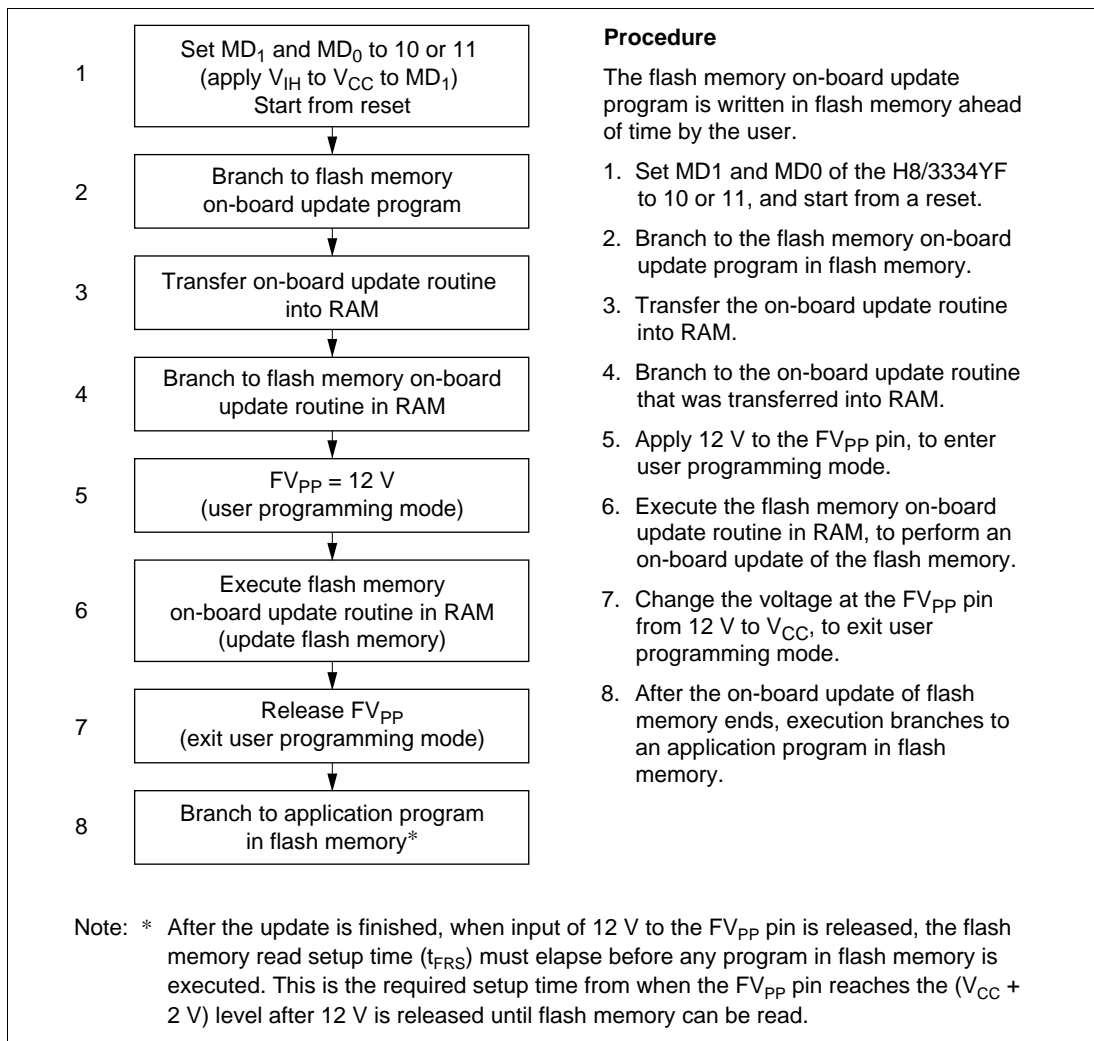 1
Set MD₁ and MD₀ to 10 or 11
(apply V_IH to V_CC to MD₁)
Start from reset
2
Branch to flash memory
on-board update program
3
Transfer on-board update routine
into RAM
4
Branch to flash memory on-board
update routine in RAM
5
FV_PP = 12 V
(user programming mode)
6
Execute flash memory
on-board update routine in RAM
(update flash memory)
7
Release FV_PP
(exit user programming mode)
8
Branch to application program
in flash memory*
Procedure
The flash memory on-board update
program is written in flash memory ahead
of time by the user.
1. Set MD1 and MD0 of the H8/3334YF
to 10 or 11, and start from a reset.
2. Branch to the flash memory on-board
update program in flash memory.
3. Transfer the on-board update routine
into RAM.
4. Branch to the on-board update routine
that was transferred into RAM.
5. Apply 12 V to the FV_PP pin, to enter
user programming mode.
6. Execute the flash memory on-board
update routine in RAM, to perform an
on-board update of the flash memory.
7. Change the voltage at the FV_PP pin
from 12 V to V_CC, to exit user
programming mode.
8. After the on-board update of flash
memory ends, execution branches to
an application program in flash
memory.
Note: * After the update is finished, when input of 12 V to the FV_PP pin is released, the flash
memory read setup time (t_FRS) must elapse before any program in flash memory is
executed. This is the required setup time from when the FV_PP pin reaches the (V_CC +
2 V) level after 12 V is released until flash memory can be read.